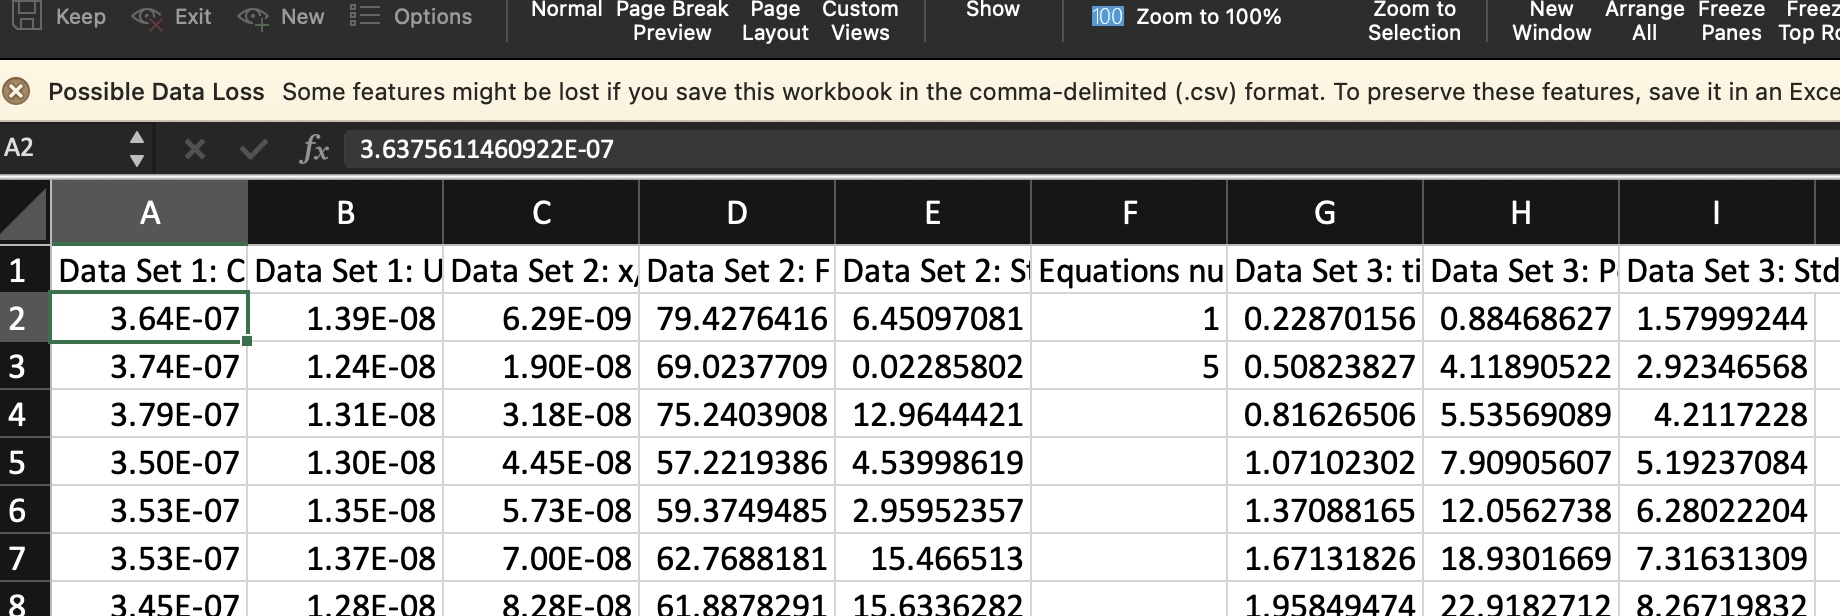 Keep Exit New Options Normal Page Break Preview Page Layout Custom Views Show 100 Zoom to 100% Zoom to Selection New Window Arrange All Freeze Panes Freez Top Ro
Possible Data Loss Some features might be lost if you save this workbook in the comma-delimited (.csv) format. To preserve these features, save it in an Exce
A2 fx 3.6375611460922E-07
A B C D E F G H I
1 Data Set 1: C Data Set 1: U Data Set 2: x, Data Set 2: F Data Set 2: St Equations nu Data Set 3: ti Data Set 3: P Data Set 3: Std
2 3.64E-07 1.39E-08 6.29E-09 79.4276416 6.45097081 1 0.22870156 0.88468627 1.57999244
3 3.74E-07 1.24E-08 1.90E-08 69.0237709 0.02285802 5 0.50823827 4.11890522 2.92346568
4 3.79E-07 1.31E-08 3.18E-08 75.2403908 12.9644421 0.81626506 5.53569089 4.2117228
5 3.50E-07 1.30E-08 4.45E-08 57.2219386 4.53998619 1.07102302 7.90905607 5.19237084
6 3.53E-07 1.35E-08 5.73E-08 59.3749485 2.95952357 1.37088165 12.0562738 6.28022204
7 3.53E-07 1.37E-08 7.00E-08 62.7688181 15.466513 1.67131826 18.9301669 7.31631309
8 3.45E-07 1.28E-08 8.28E-08 61.8878291 15.6336282 1.95849474 22.9182712 8.26719832